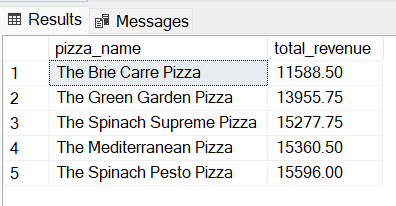 Results Messages
pizza_name total_revenue
1 The Brie Carre Pizza 11588.50
2 The Green Garden Pizza 13955.75
3 The Spinach Supreme Pizza 15277.75
4 The Mediterranean Pizza 15360.50
5 The Spinach Pesto Pizza 15596.00